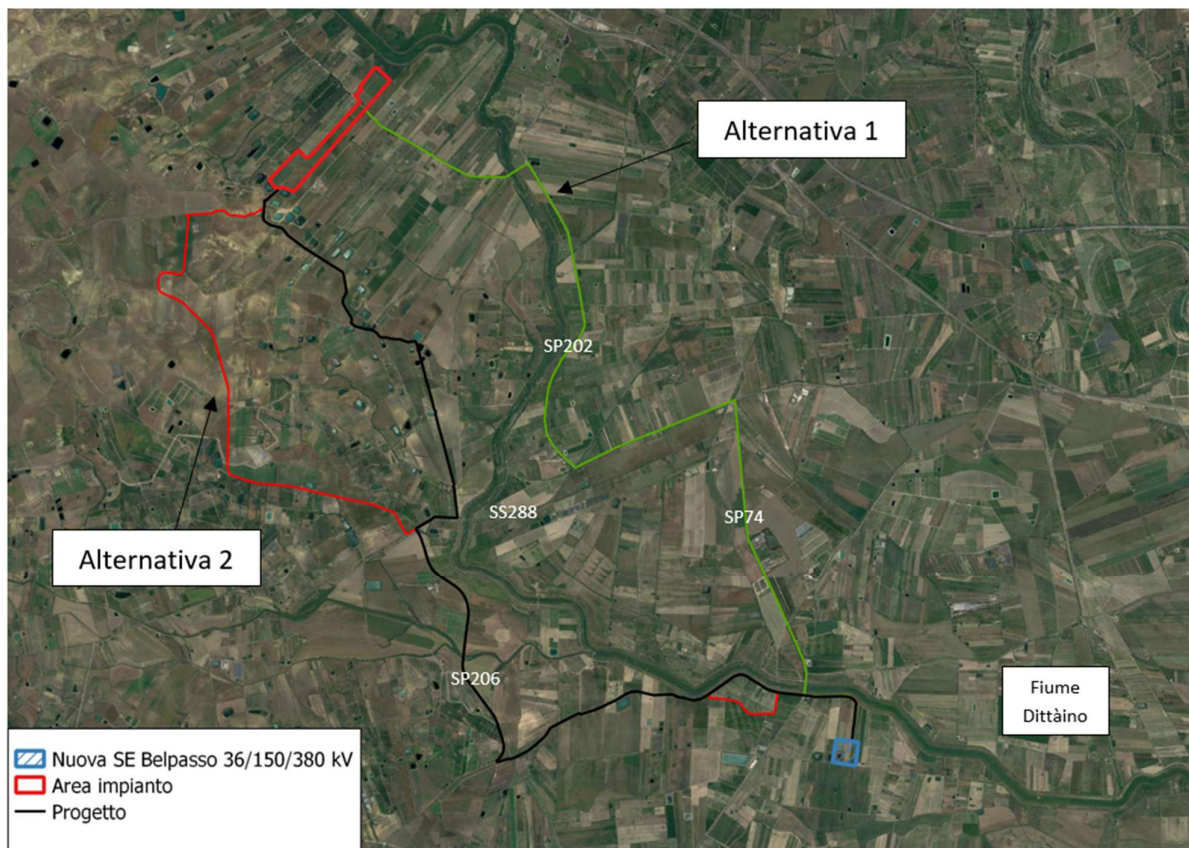 Alternativa 1
SP202
SS288
SP74
Alternativa 2
SP206
Fiume
Dittàino
Nuova SE Belpasso 36/150/380 kV
Area impianto
Progetto